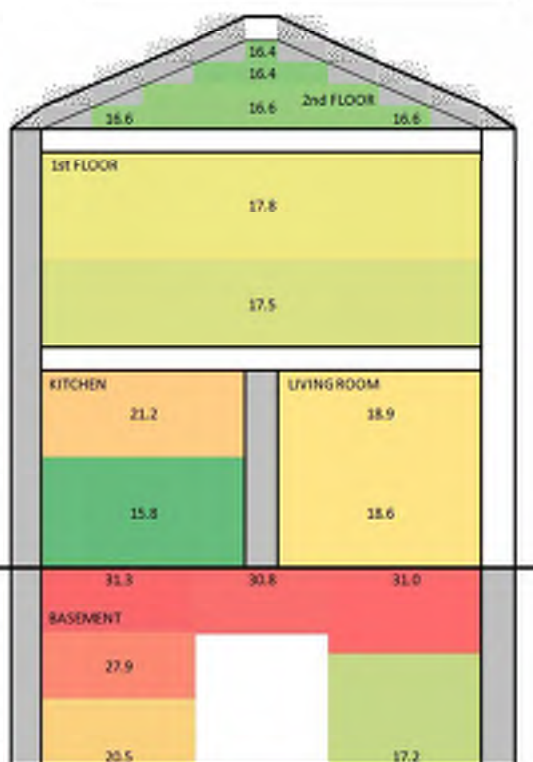 16.4
16.4
16.6 2nd FLOOR
16.6 16.6
1st FLOOR
17.8
17.5
KITCHEN LIVING ROOM
21.2 18.9
15.8 18.6
31.3 30.8 31.0
BASEMENT
27.9
20.5 17.2